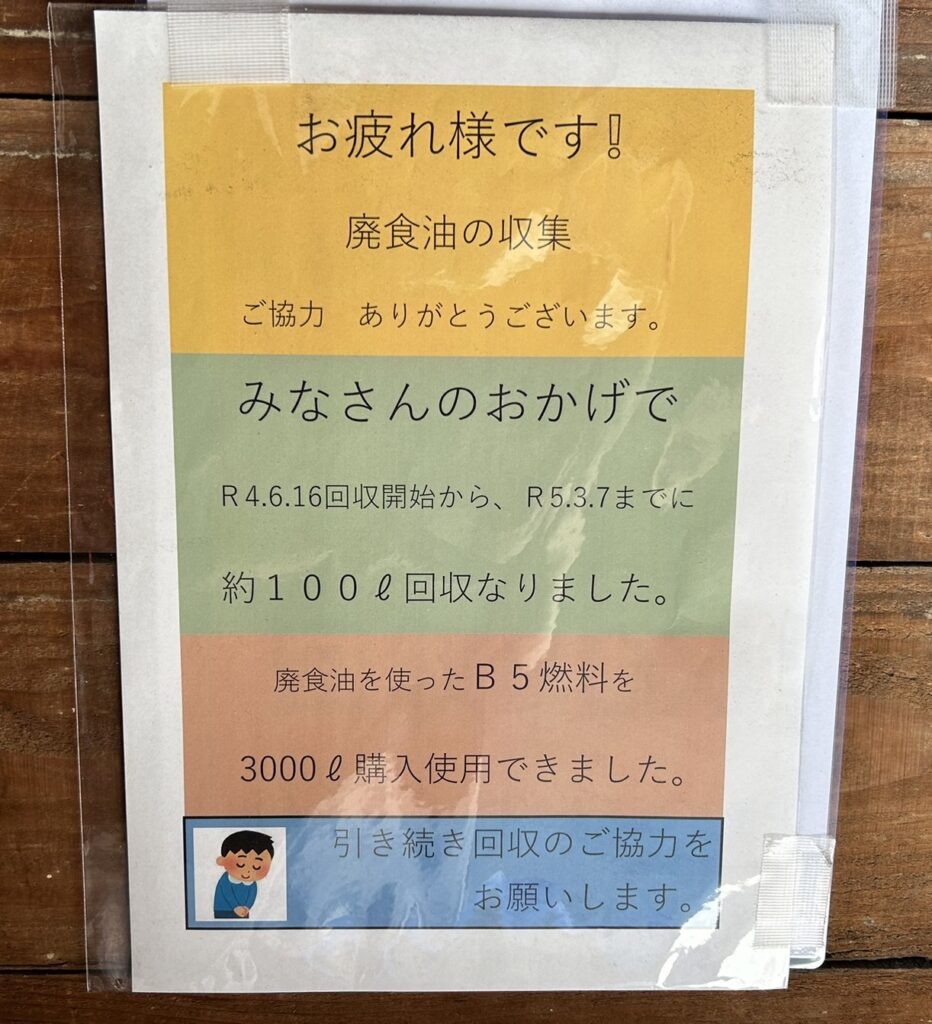 お疲れ様です!
廃食油の収集
ご協力　ありがとうございます。
みなさんのおかげで
Ｒ4.6.16回収開始から、Ｒ5.3.7までに
約１００ℓ回収なりました。
廃食油を使ったＢ５燃料を
3000ℓ購入使用できました。
引き続き回収のご協力を
お願いします。